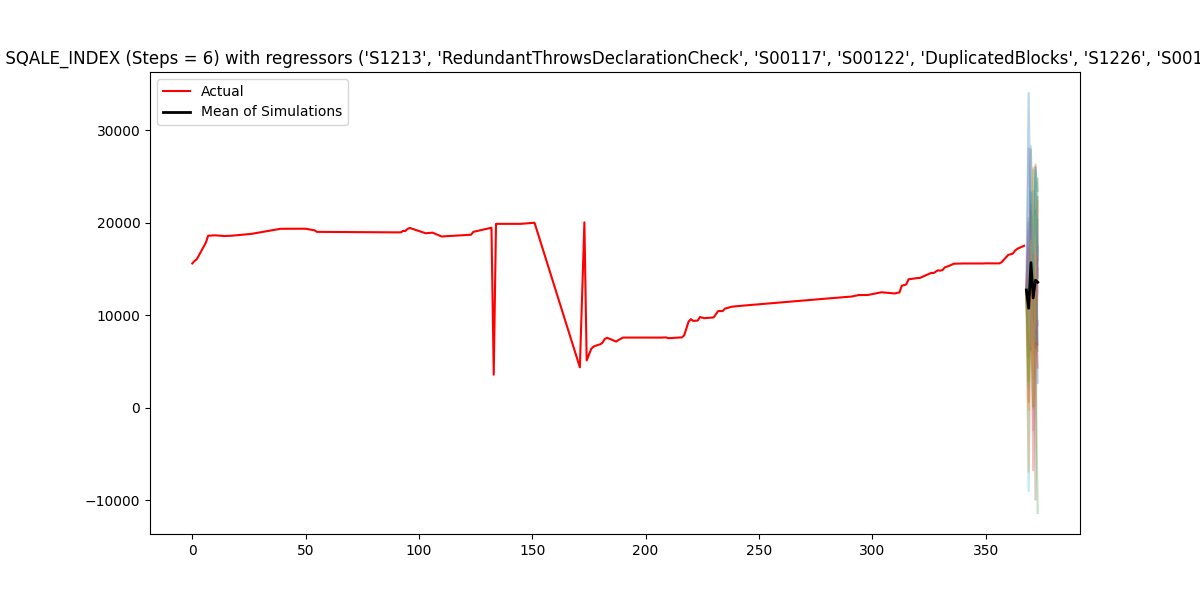 SQALE_INDEX (Steps = 6) with regressors ('S1213', 'RedundantThrowsDeclarationCheck', 'S00117', 'S00122', 'DuplicatedBlocks', 'S1226', 'S001
Actual
Mean of Simulations
30000
20000
10000
0
−10000
0 50 100 150 200 250 300 350